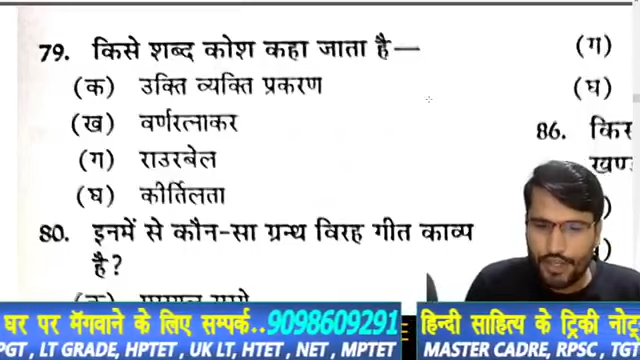 79. किसे शब्द कोश कहा जाता है—
(क) उक्ति व्यक्ति प्रकरण
(ख) वर्णरत्नाकर
(ग) राउरबेल
(घ) कीर्तिलता
80. इनमें से कौन-सा ग्रन्थ विरह गीत काव्य
है?
(ग)
(घ)
86. किस
खण
घर पर मॅगवाने के लिए सम्पर्क..9098609291
PGT, LT GRADE, HPTET , UK LT, HTET , NET , MPTET
हिन्दी साहित्य के ट्रिकी नोट्
MASTER CADRE, RPSC , TGT